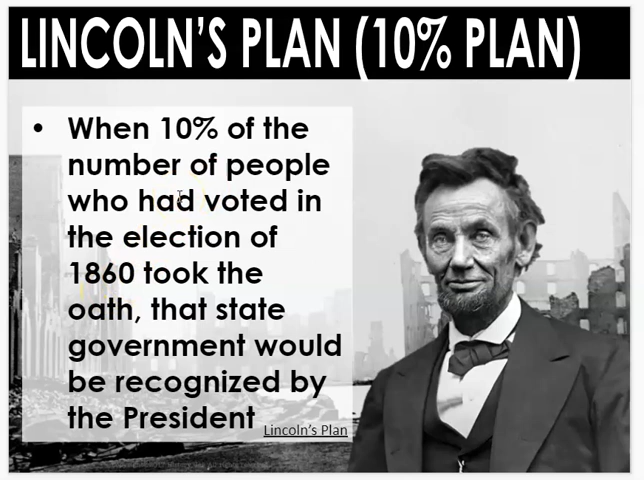 LINCOLN'S PLAN (10% PLAN)
• When 10% of the
number of people
who had voted in
the election of
1860 took the
oath, that state
government would
be recognized by
the President
Lincoln's Plan